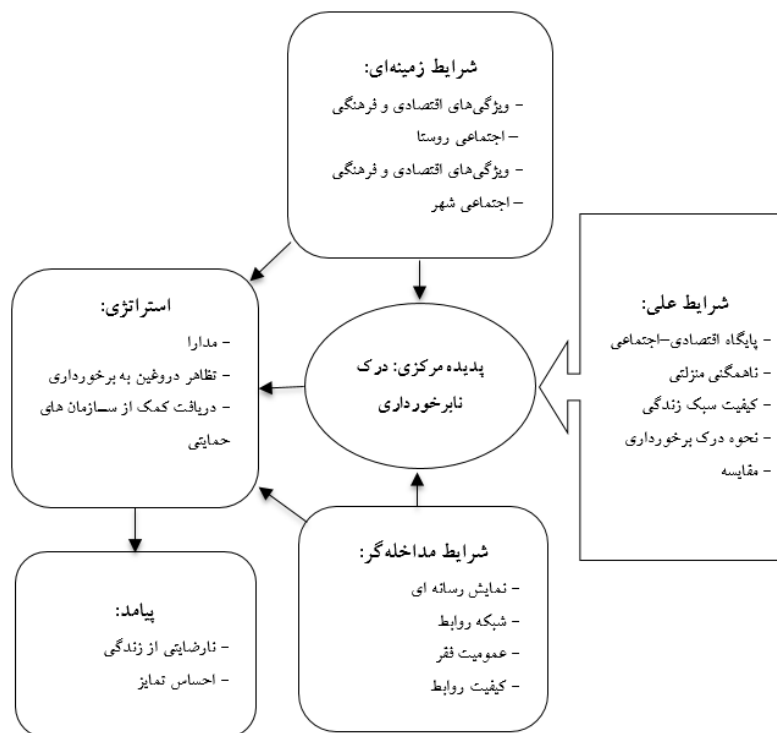 شرایط زمینه‌ای:
- ویژگی‌های اقتصادی و فرهنگی
- اجتماعی روستا
- ویژگی‌های اقتصادی و فرهنگی
- اجتماعی شهر
شرایط علی:
- پایگاه اقتصادی-اجتماعی
- ناهمگنی منزلتی
- کیفیت سبک زندگی
- نحوه درک برخورداری
- مقایسه
پدیده مرکزی: درک
نابرخورداری
استراتژی:
- مدارا
- تظاهر دروغین به برخورداری
- دریافت کمک از سازمان های
حمایتی
شرایط مداخله‌گر:
- نمایش رسانه ای
- شبکه روابط
- عمومیت فقر
- کیفیت روابط
پیامد:
- نارضایتی از زندگی
- احساس تمایز